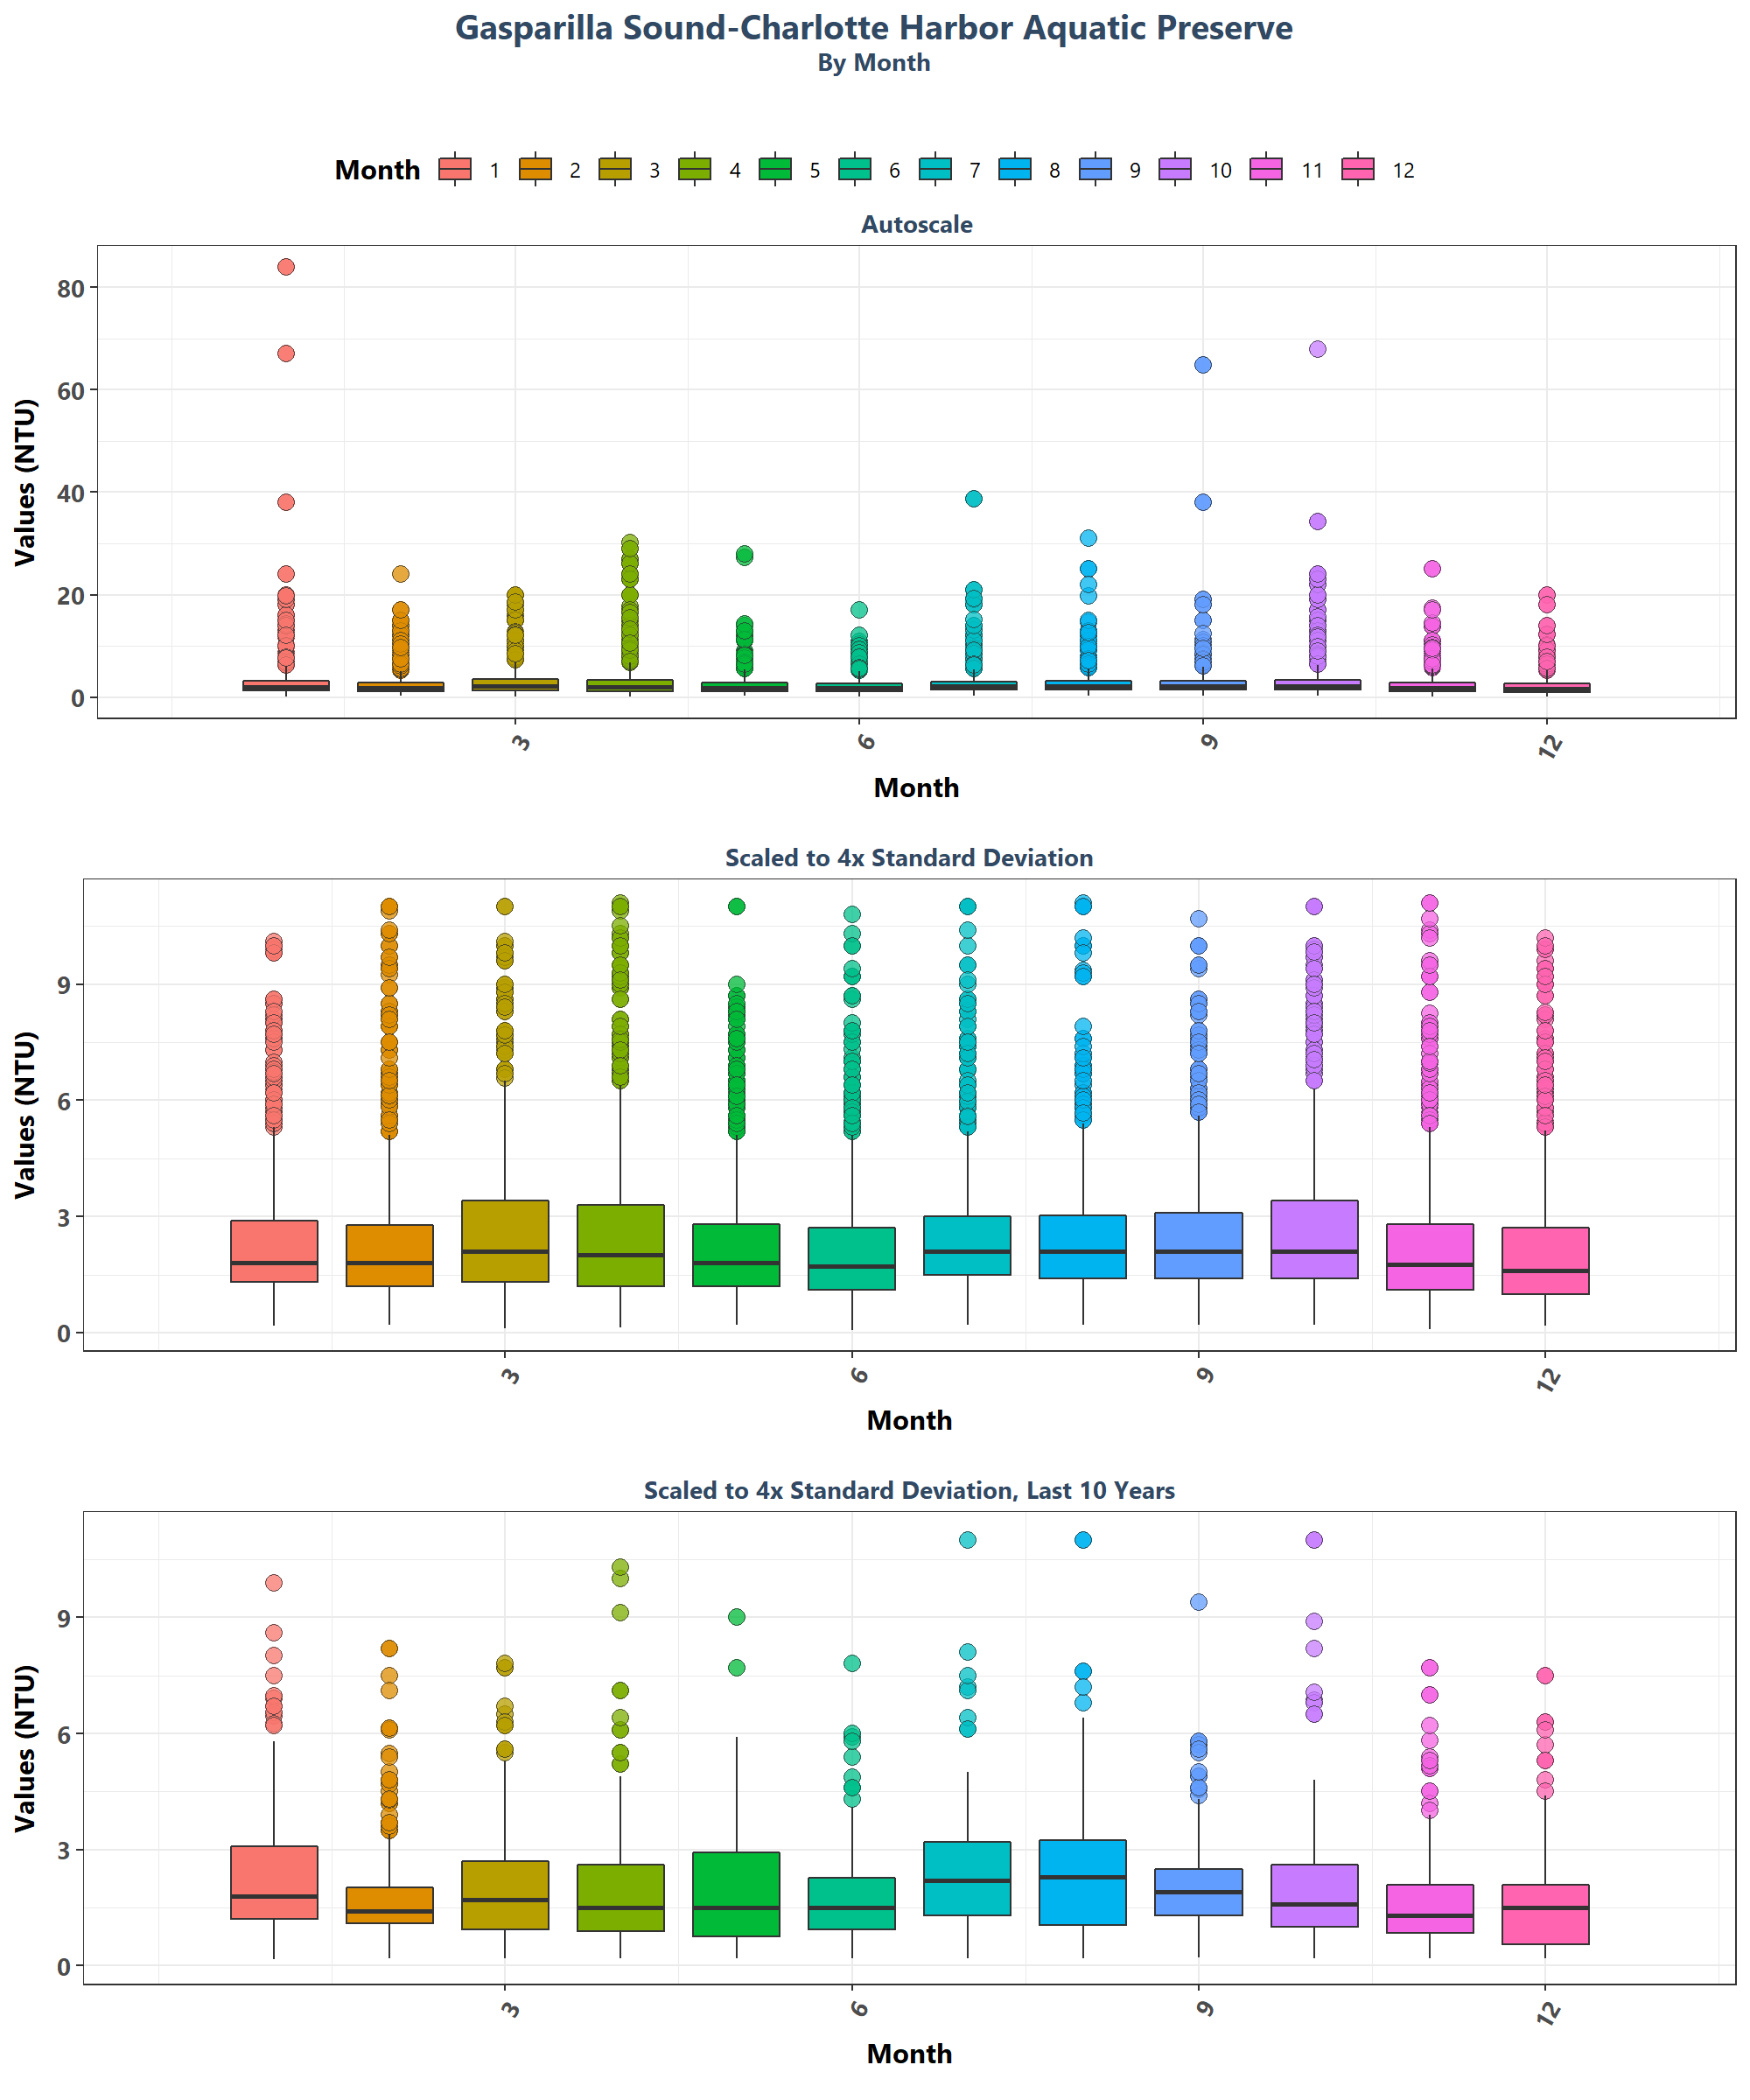 Gasparilla Sound-Charlotte Harbor Aquatic Preserve
By Month
Month 1 2 3 4 5 6 7 8 9 10 11 12
Autoscale
Values (NTU)
80
60
40
20
0
3 6 9 12
Month
Scaled to 4x Standard Deviation
Values (NTU)
9
6
3
0
3 6 9 12
Month
Scaled to 4x Standard Deviation, Last 10 Years
Values (NTU)
9
6
3
0
3 6 9 12
Month